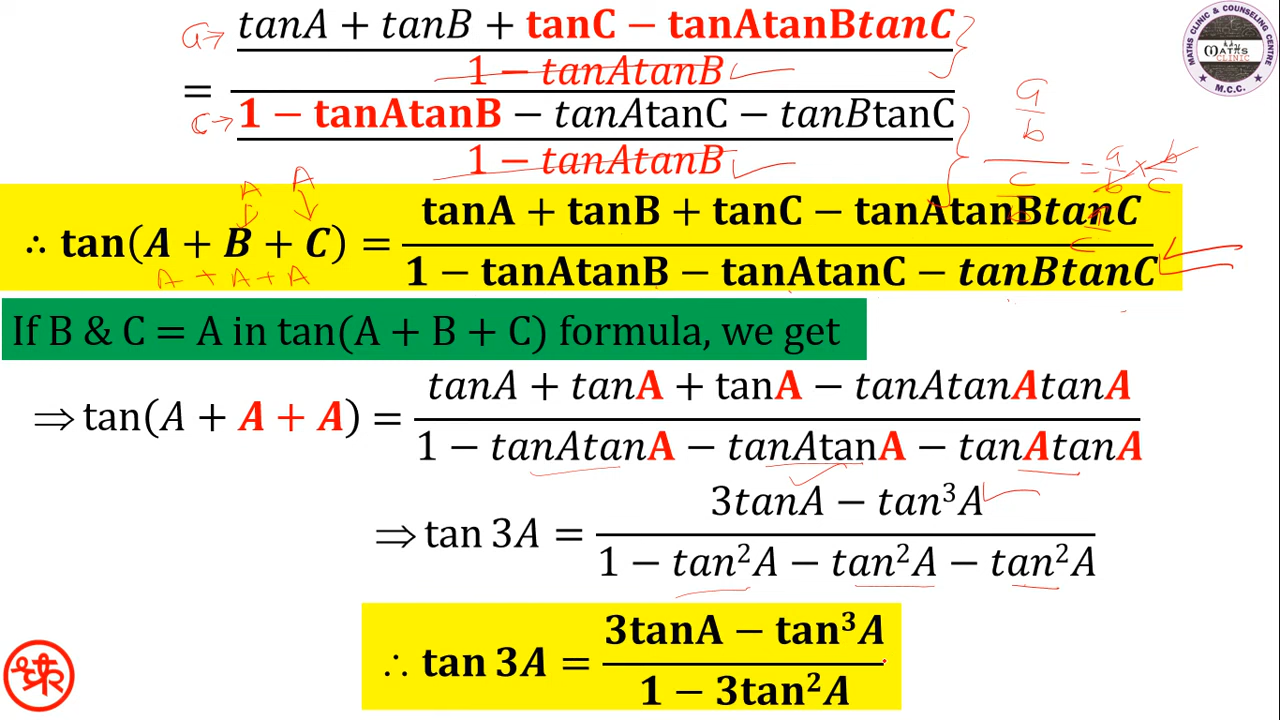 a→ tanA + tanB + tanC − tanAtanBtanC
1 − tanAtanB
=
c→ 1 − tanAtanB − tanAtanC − tanBtanC
1 − tanAtanB
MATHS CLINIC & COUNSELING CENTRE
MATHS
CLINIC
★ M.C.C. ★
a
b
c
= a/b × b/c
A A
∴ tan(A + B + C) = (tanA + tanB + tanC − tanAtanBtanC)/(1 − tanAtanB − tanAtanC − tanBtanC)
A + A + A
If B & C = A in tan(A + B + C) formula, we get
⇒ tan(A + A + A) = (tanA + tanA + tanA − tanAtanAtanA)/(1 − tanAtanA − tanAtanA − tanAtanA)
⇒ tan 3A = (3tanA − tan³A)/(1 − tan²A − tan²A − tan²A)
∴ tan 3A = (3tanA − tan³A)/(1 − 3tan²A)
श्री